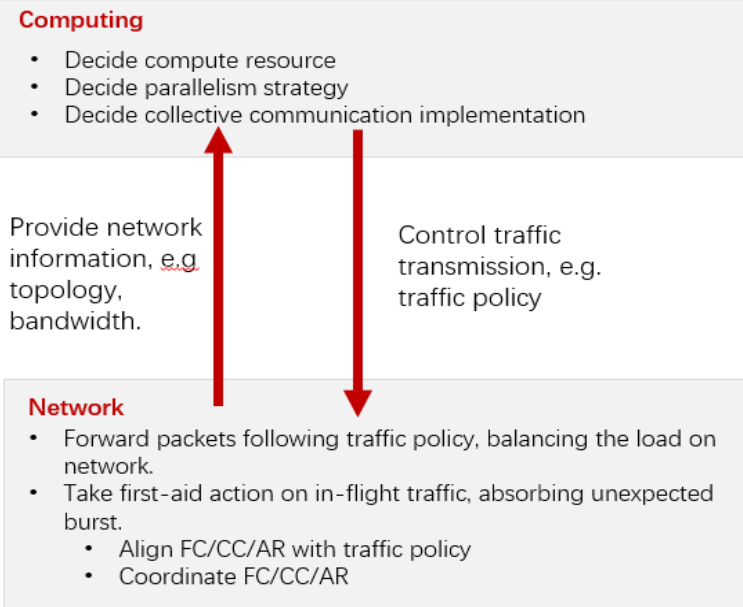 Computing
• Decide compute resource
• Decide parallelism strategy
• Decide collective communication implementation
Provide network
information, e.g
topology,
bandwidth.
Control traffic
transmission, e.g.
traffic policy
Network
• Forward packets following traffic policy, balancing the load on
network.
• Take first-aid action on in-flight traffic, absorbing unexpected
burst.
• Align FC/CC/AR with traffic policy
• Coordinate FC/CC/AR